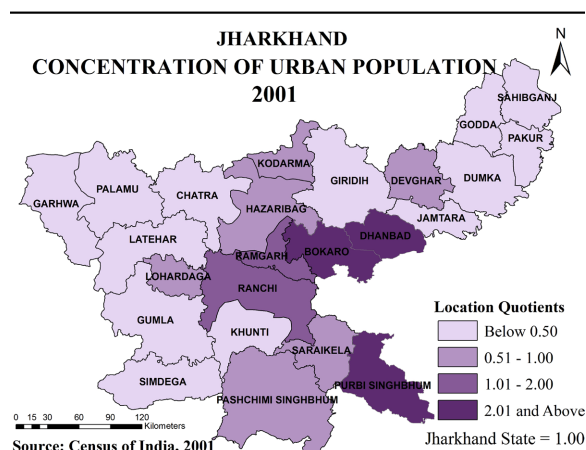 JHARKHAND
CONCENTRATION OF URBAN POPULATION
2001
N
SAHIBGANJ
GODDA
PAKUR
KODARMA
DEVGHAR
DUMKA
PALAMU
CHATRA
GIRIDIH
GARHWA
HAZARIBAG
JAMTARA
LATEHAR
DHANBAD
RAMGARH
BOKARO
LOHARDAGA
RANCHI
GUMLA
KHUNTI
SARAIKELA
SIMDEGA
PURBI SINGHBHUM
PASHCHIMI SINGHBHUM
Location Quotients
Below 0.50
0.51 - 1.00
1.01 - 2.00
2.01 and Above
Jharkhand State = 1.00
0 15 30 60 90 120
Kilometers
Source: Census of India, 2001